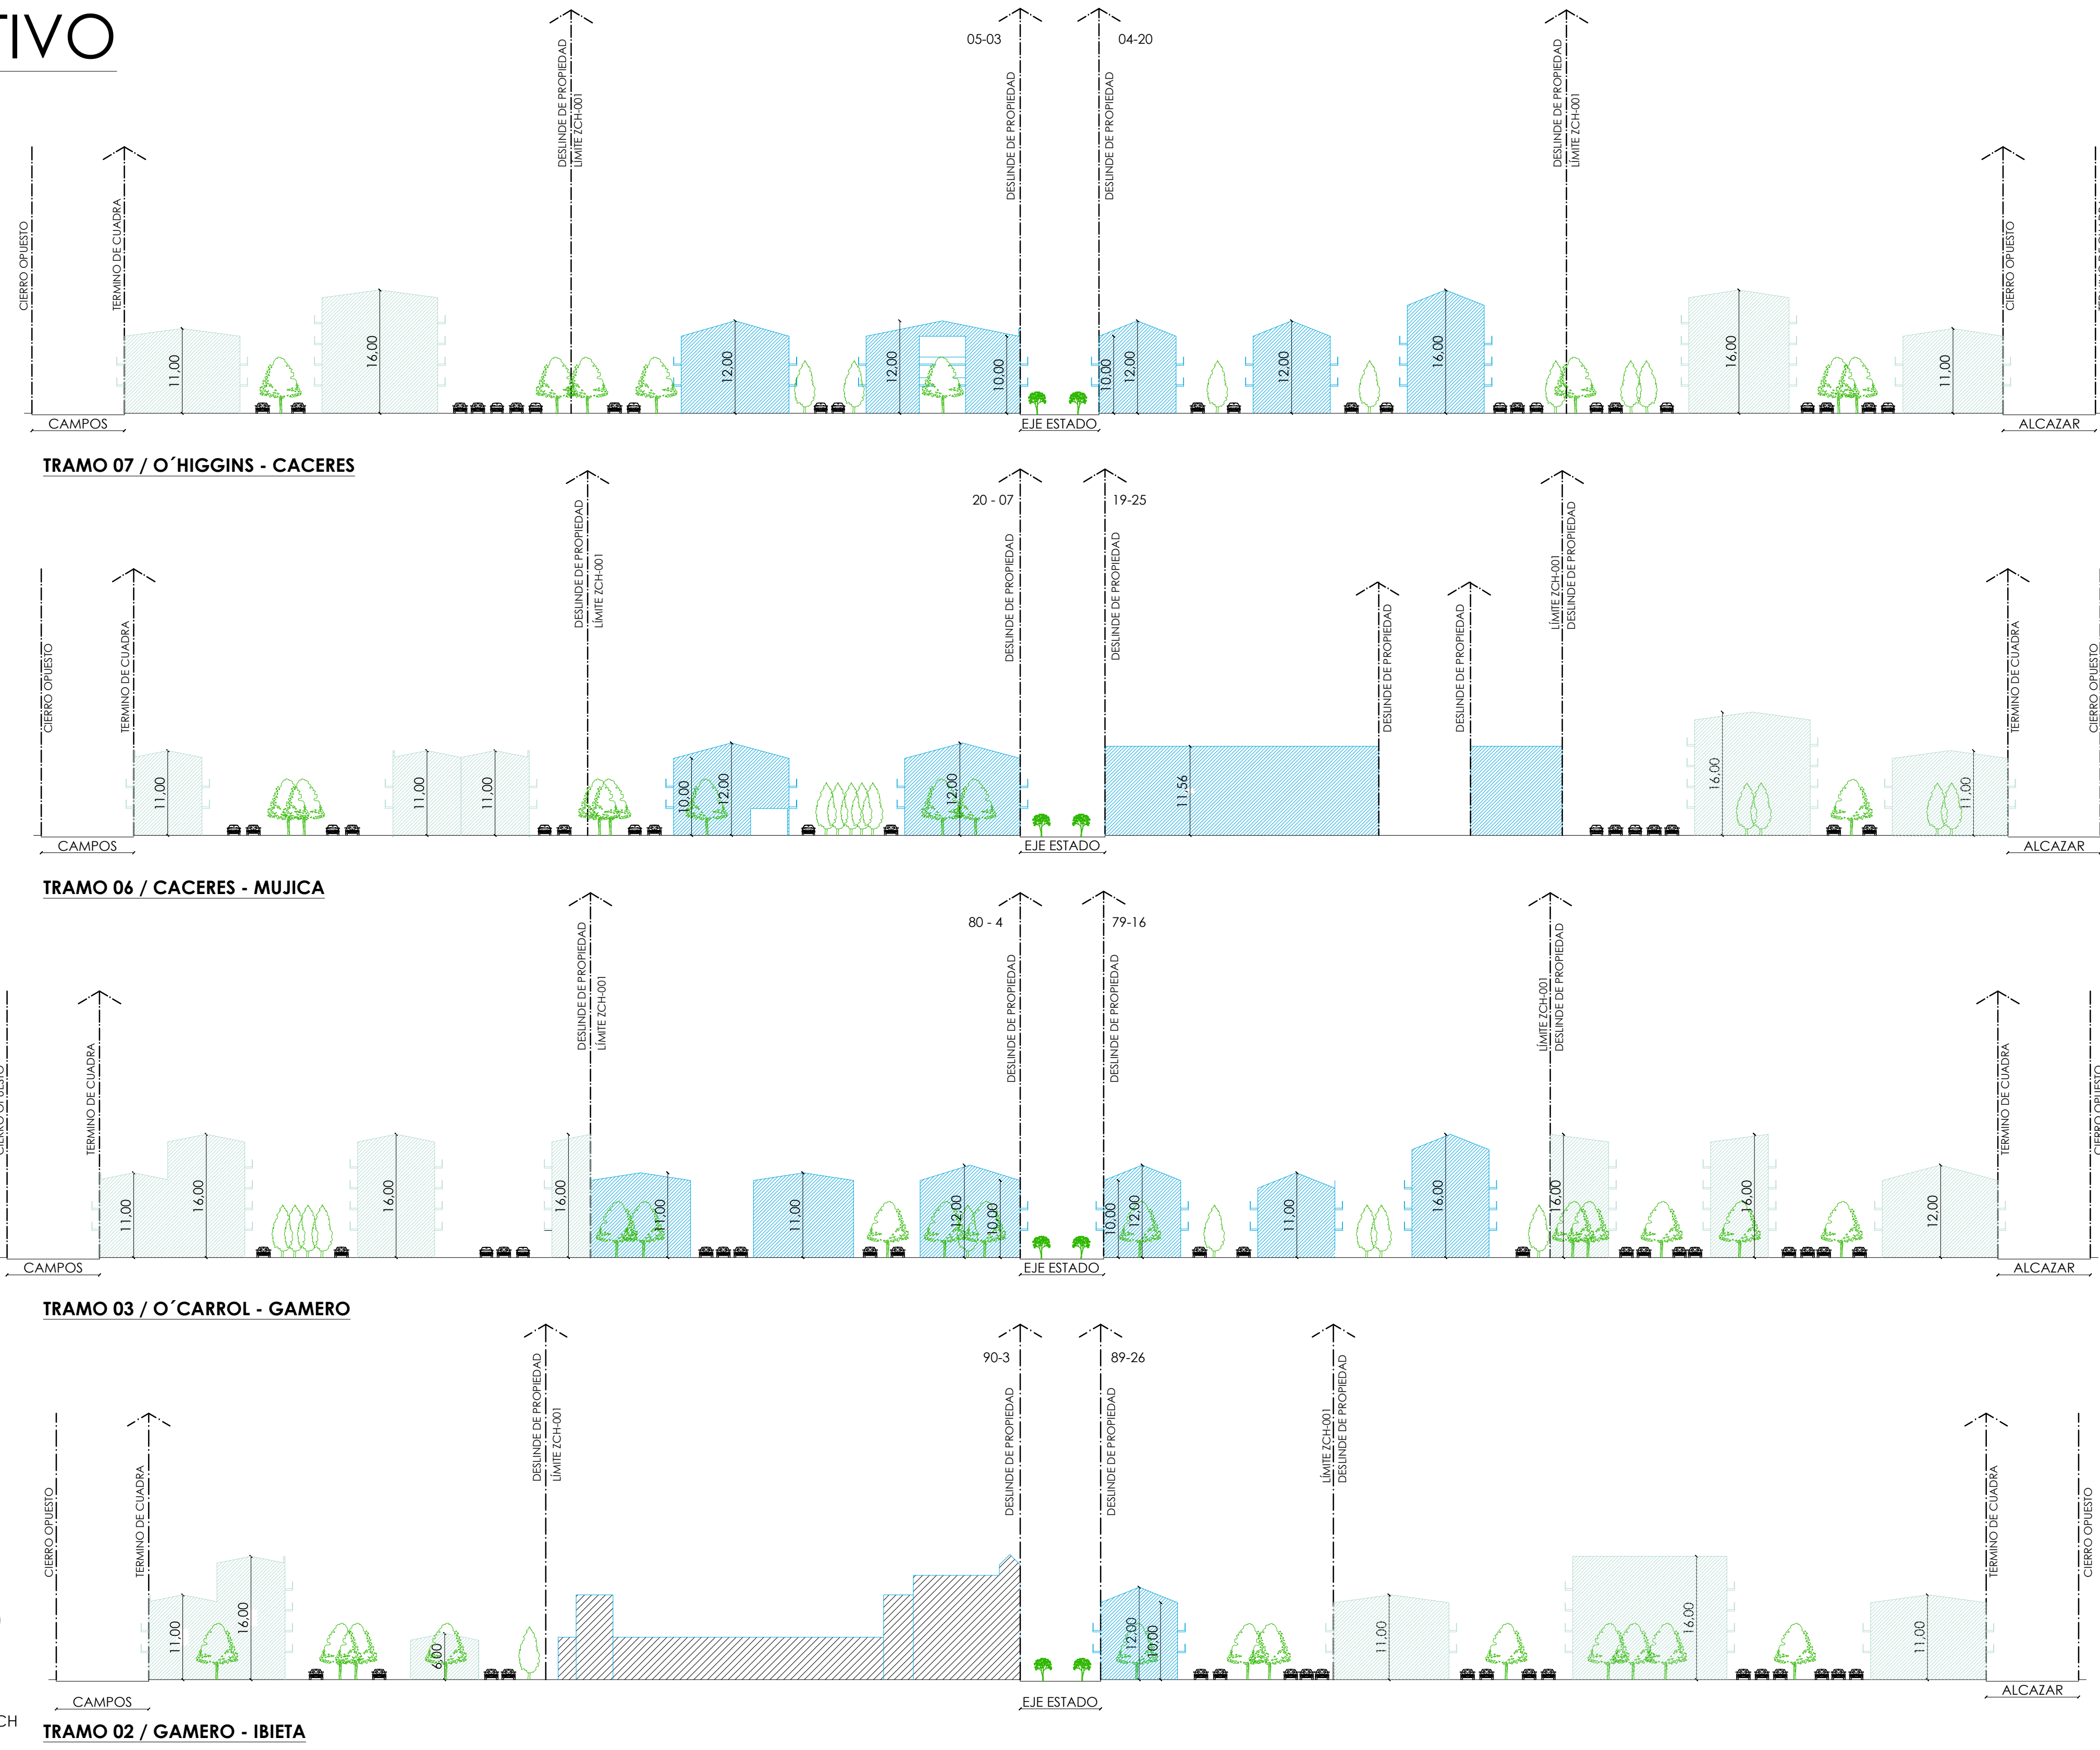 TIVO
05-03
04-20
DESLINDE DE PROPIEDAD
LÍMITE ZCH-001
DESLINDE DE PROPIEDAD
DESLINDE DE PROPIEDAD
DESLINDE DE PROPIEDAD
LÍMITE ZCH-001
CIERRO OPUESTO
TERMINO DE CUADRA
CIERRO OPUESTO
11,00
16,00
12,00
12,00
10,00
10,00
12,00
12,00
16,00
16,00
11,00
CAMPOS
EJE ESTADO
ALCAZAR
TRAMO 07 / O´HIGGINS - CACERES
20 - 07
19-25
CIERRO OPUESTO
TERMINO DE CUADRA
DESLINDE DE PROPIEDAD
LÍMITE ZCH-001
DESLINDE DE PROPIEDAD
DESLINDE DE PROPIEDAD
DESLINDE DE PROPIEDAD
DESLINDE DE PROPIEDAD
LÍMITE ZCH-001
DESLINDE DE PROPIEDAD
TERMINO DE CUADRA
CIERRO OPUESTO
11,00
11,00
11,00
10,00
12,00
12,00
11,56
16,00
11,00
CAMPOS
EJE ESTADO
ALCAZAR
TRAMO 06 / CACERES - MUJICA
80 - 4
79-16
CIERRO OPUESTO
TERMINO DE CUADRA
DESLINDE DE PROPIEDAD
LÍMITE ZCH-001
DESLINDE DE PROPIEDAD
DESLINDE DE PROPIEDAD
LÍMITE ZCH-001
DESLINDE DE PROPIEDAD
TERMINO DE CUADRA
CIERRO OPUESTO
11,00
16,00
16,00
16,00
11,00
11,00
12,00
10,00
10,00
12,00
11,00
16,00
16,00
16,00
12,00
CAMPOS
EJE ESTADO
ALCAZAR
TRAMO 03 / O´CARROL - GAMERO
90-3
89-26
CIERRO OPUESTO
TERMINO DE CUADRA
DESLINDE DE PROPIEDAD
LÍMITE ZCH-001
DESLINDE DE PROPIEDAD
DESLINDE DE PROPIEDAD
LÍMITE ZCH-001
DESLINDE DE PROPIEDAD
TERMINO DE CUADRA
CIERRO OPUESTO
11,00
16,00
6,00
12,00
10,00
11,00
16,00
11,00
CAMPOS
EJE ESTADO
ALCAZAR
CH
TRAMO 02 / GAMERO - IBIETA